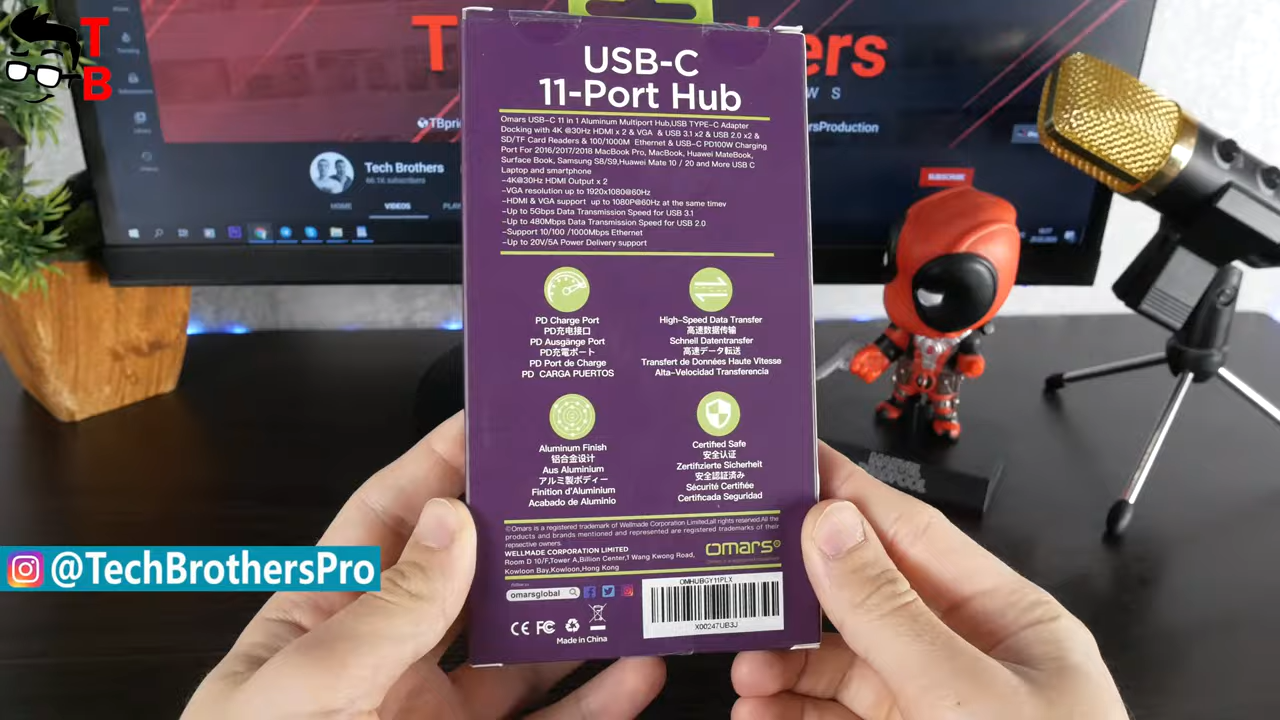 TB
Trending
Library
History
Tech Brothers
HOME
VIDEOS
SUBSCRIBE
USB-C
11-Port Hub
Omars USB-C 11 in 1 Aluminum Multiport Hub,USB TYPE-C Adapter
Docking with 4K @30Hz HDMI x 2 & VGA & USB 3.1 x2 & USB 2.0 x2 &
SD/TF Card Readers & 100/1000M Ethernet & USB-C PD100W Charging
Port For 2016/2017/2018 MacBook Pro, MacBook, Huawei MateBook,
Surface Book, Samsung S8/S9,Huawei Mate 10 / 20 and More USB C
Laptop and smartphone
-4K@30Hz HDMI Output x 2
-VGA resolution up to 1920x1080@60Hz
-HDMI & VGA support up to 1080P@60Hz at the same timev
-Up to 5Gbps Data Transmission Speed for USB 3.1
-Up to 480Mbps Data Transmission Speed for USB 2.0
-Support 10/100 /1000Mbps Ethernet
-Up to 20V/5A Power Delivery support
PD Charge Port
PD充电接口
PD Ausgänge Port
PD充電ポート
PD Port de Charge
PD CARGA PUERTOS
High-Speed Data Transfer
高速数据传输
Schnell Datentransfer
高速データ転送
Transfert de Données Haute Vitesse
Alta-Velocidad Transferencia
Aluminum Finish
铝合金设计
Aus Aluminium
アルミ製ボディー
Finition d'Aluminium
Acabado de Aluminio
Certified Safe
安全认证
Zertifizierte Sicherheit
安全認証済み
Sécurité Certifiée
Certificada Seguridad
©Omars is a registered trademark of Wellmade Corporation Limited,all rights reserved.All the
products and brands mentioned and represented are registered trademarks of their
repsective owners.
WELLMADE CORPORATION LIMITED
Room D 10/F,Tower A,Billion Center,1 Wang Kwong Road,
Kowloon Bay,Kowloon,Hong Kong
omars
Follow us
omarsglobal
CE FC
Made in China
OMHUBGY11PLX
X00247UB3J
MARVEL
@TechBrothersPro